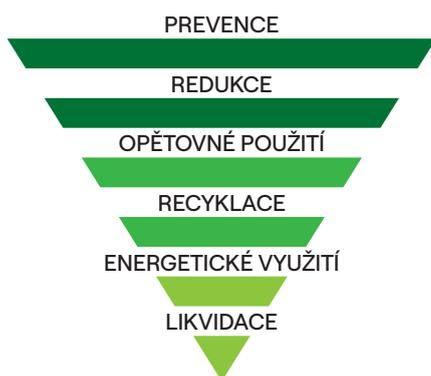 PREVENCE
REDUKCE
OPĚTOVNÉ POUŽITÍ
RECYKLACE
ENERGETICKÉ VYUŽITÍ
LIKVIDACE